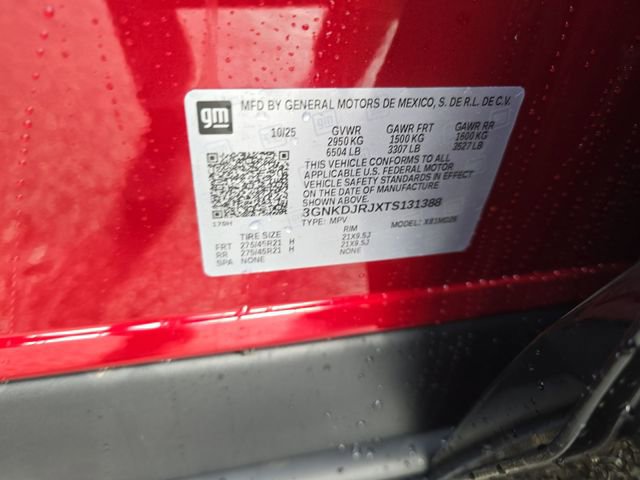 gm
MFD BY GENERAL MOTORS DE MEXICO, S. DE R.L. DE C.V.
10/25 GVWR GAWR FRT GAWR RR
2950 KG 1500 KG 1600 KG
6504 LB 3307 LB 3527 LB
THIS VEHICLE CONFORMS TO ALL
APPLICABLE U.S. FEDERAL MOTOR
VEHICLE SAFETY STANDARDS IN EFFECT
ON THE DATE OF MANUFACTURE
SHOWN ABOVE.
3GNKDJRJXTS131388
TYPE: MPV MODEL:
TIRE SIZE RIM
FRT 275/45R21 H 21X9.5J
RR 275/45R21 H 21X9.5J
SPA NONE NONE